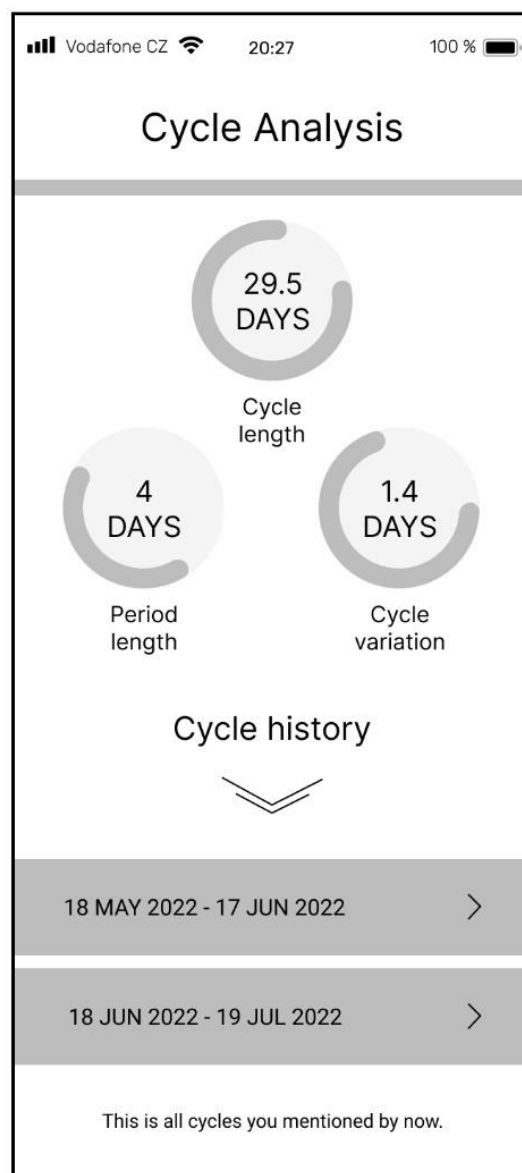 Vodafone CZ 20:27 100 %
Cycle Analysis
29.5
DAYS
Cycle
length
4
DAYS
Period
length
1.4
DAYS
Cycle
variation
Cycle history
18 MAY 2022 - 17 JUN 2022
18 JUN 2022 - 19 JUL 2022
This is all cycles you mentioned by now.